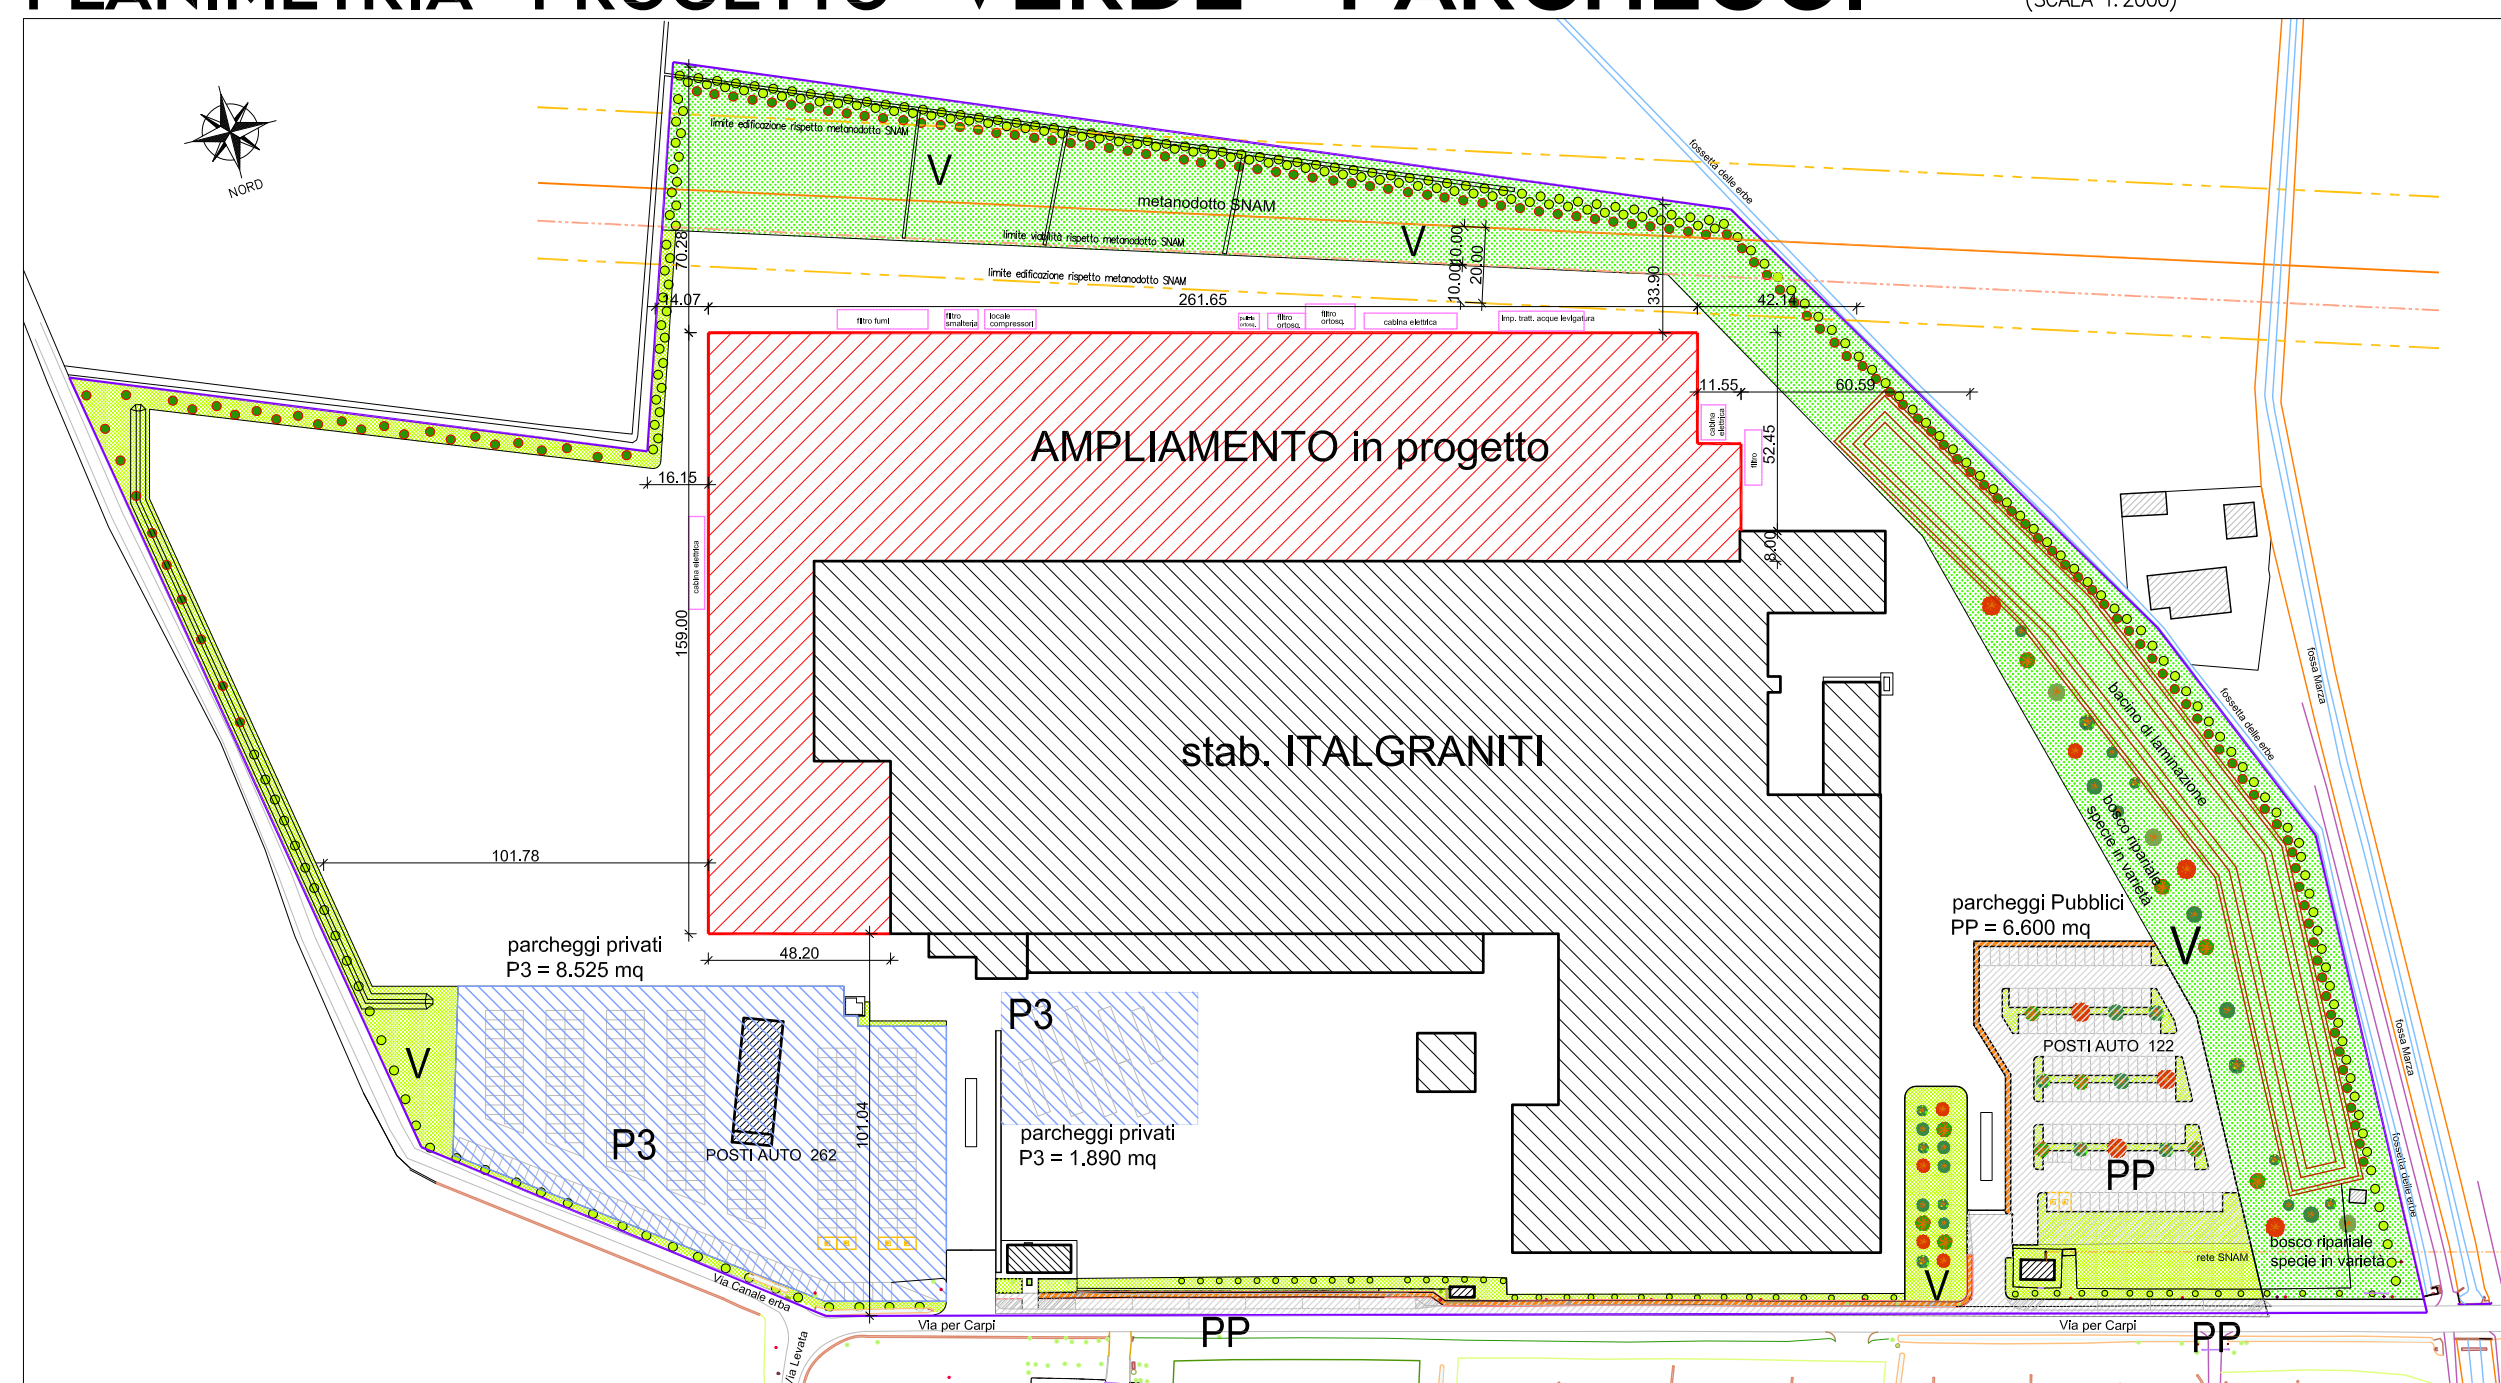 PLANIMETRIA PROGETTO VERDE - PARCHEGGI
(SCALA 1:2000)
NORD
limite edificazione rispetto metanodotto SNAM
V
metanodotto SNAM
V
limite viabilità rispetto metanodotto SNAM
limite edificazione rispetto metanodotto SNAM
fossetta delle erbe
70.28
10.00
10.00
20.00
33.90
14.07
261.65
42.14
filtro fumi
filtro
smalteria
locale
compressori
filtro
ortosq.
filtro
ortosq.
cabina elettrica
imp. tratt. acque levigatura
11.55
60.59
cabina
elettrica
filtro
52.45
8.00
AMPLIAMENTO in progetto
16.15
cabina elettrica
159.00
stab. ITALGRANITI
101.78
48.20
101.04
fossa Marza
fossetta delle erbe
bacino di laminazione
bosco ripariale
specie in varietà
V
parcheggi Pubblici
PP = 6.600 mq
parcheggi privati
P3 = 8.525 mq
P3
V
P3
POSTI AUTO 262
parcheggi privati
P3 = 1.890 mq
POSTI AUTO 122
PP
fossa Marza
fossetta delle erbe
bosco ripariale
specie in varietà
rete SNAM
V
Via Canale erba
Via Levata
Via per Carpi
PP
Via per Carpi
PP